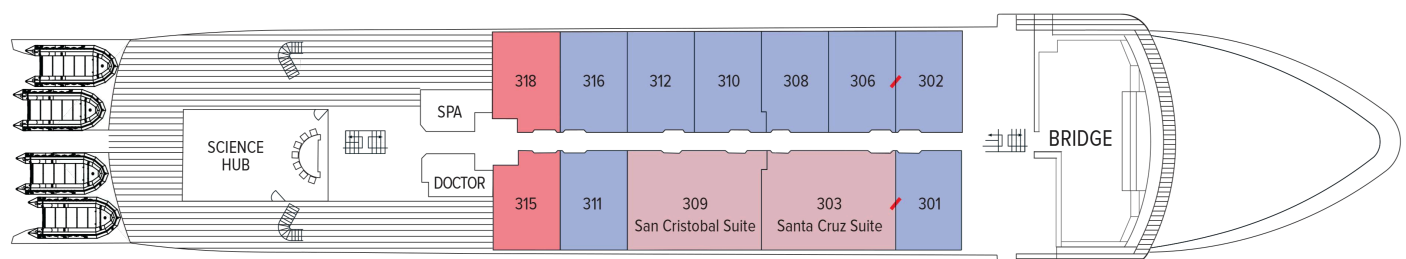 318
316
312
310
308
306
302
SPA
SCIENCE
HUB
BRIDGE
DOCTOR
315
311
309
San Cristobal Suite
303
Santa Cruz Suite
301